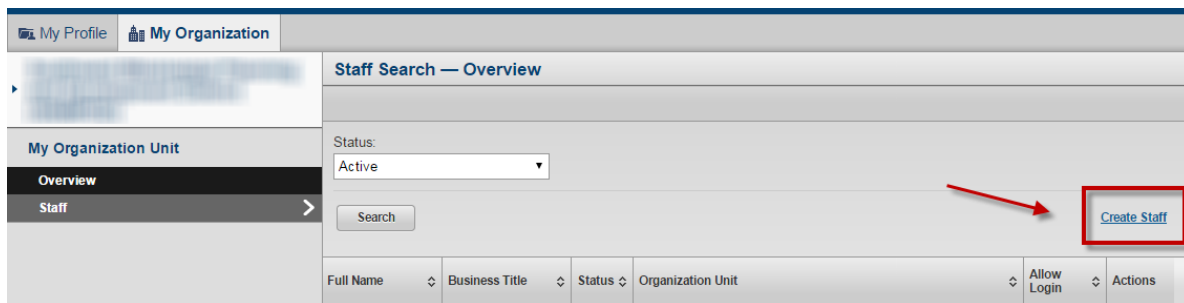 My Profile
My Organization
Staff Search — Overview
My Organization Unit
Overview
Staff
Status:
Active
Search
Create Staff
Full Name
Business Title
Status
Organization Unit
Allow
Login
Actions